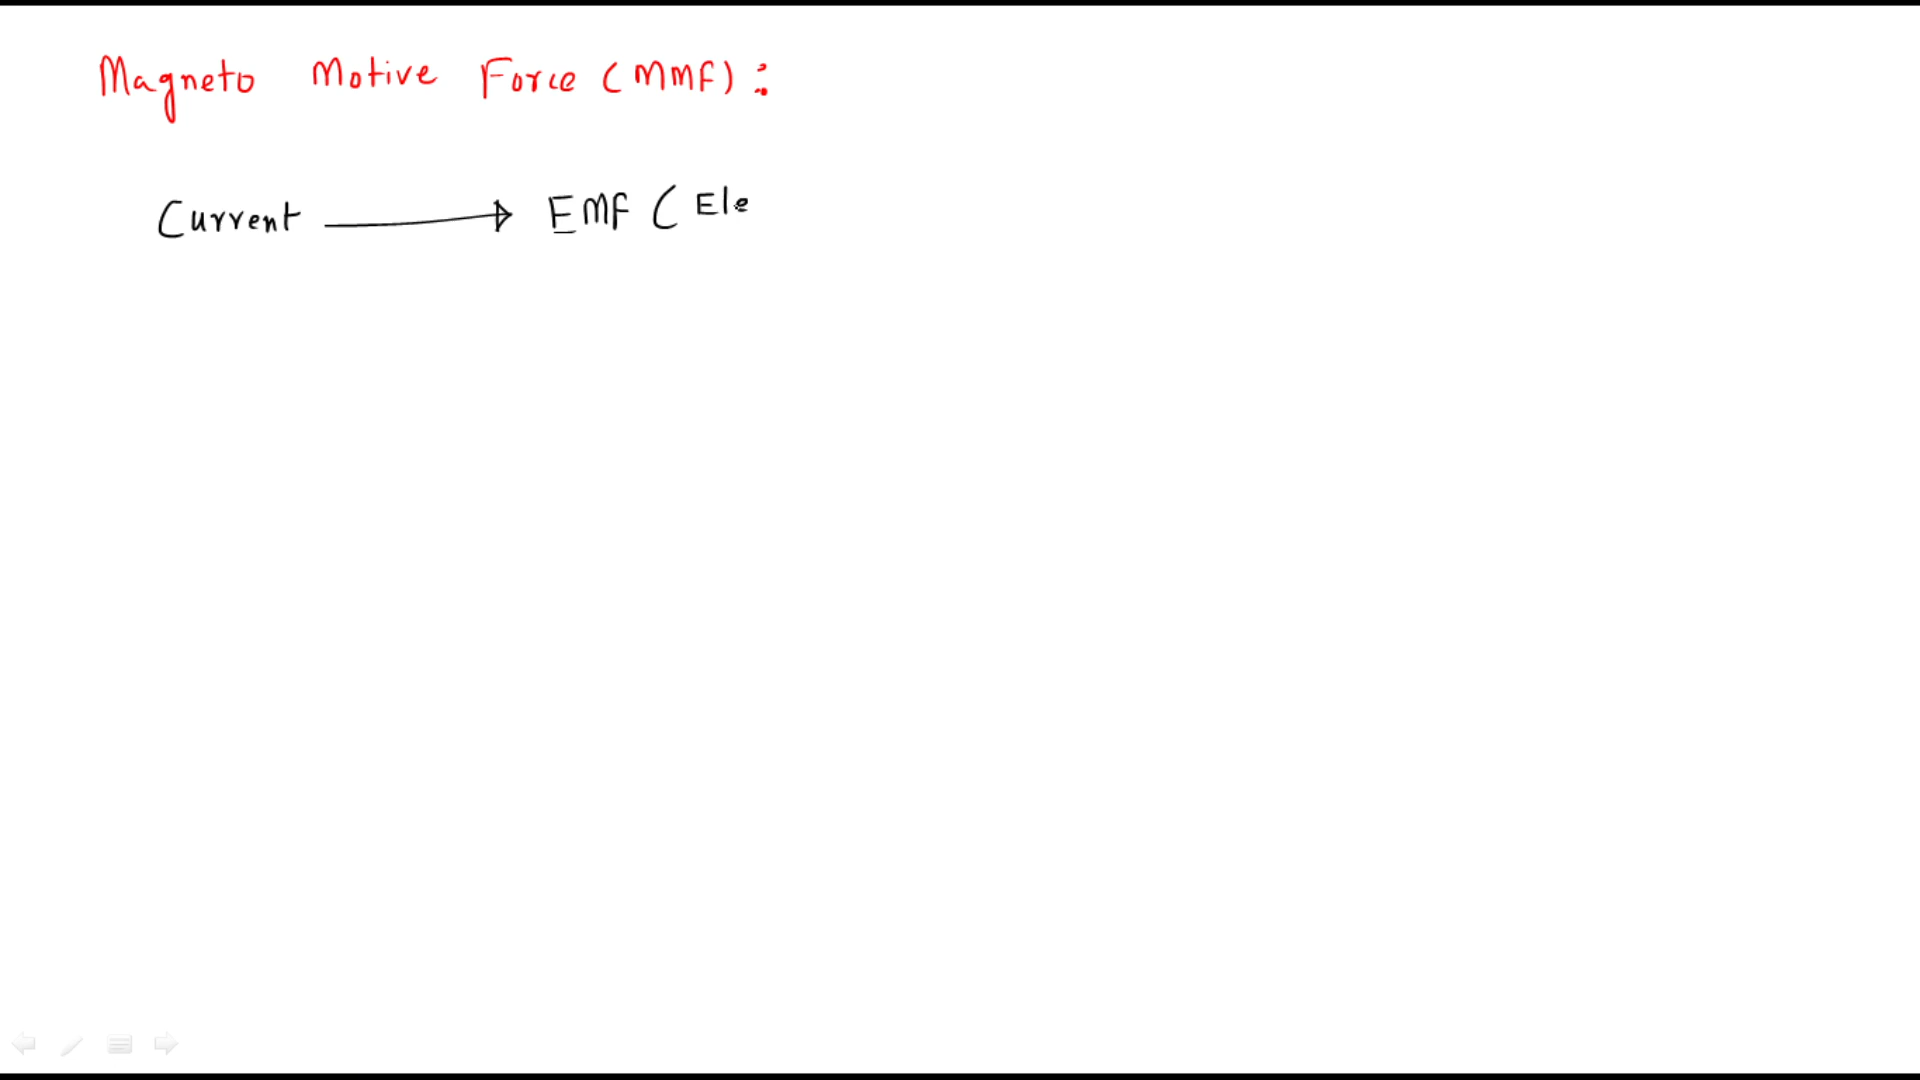 Magneto Motive Force (MMF) :
Current → EMF ( Ele